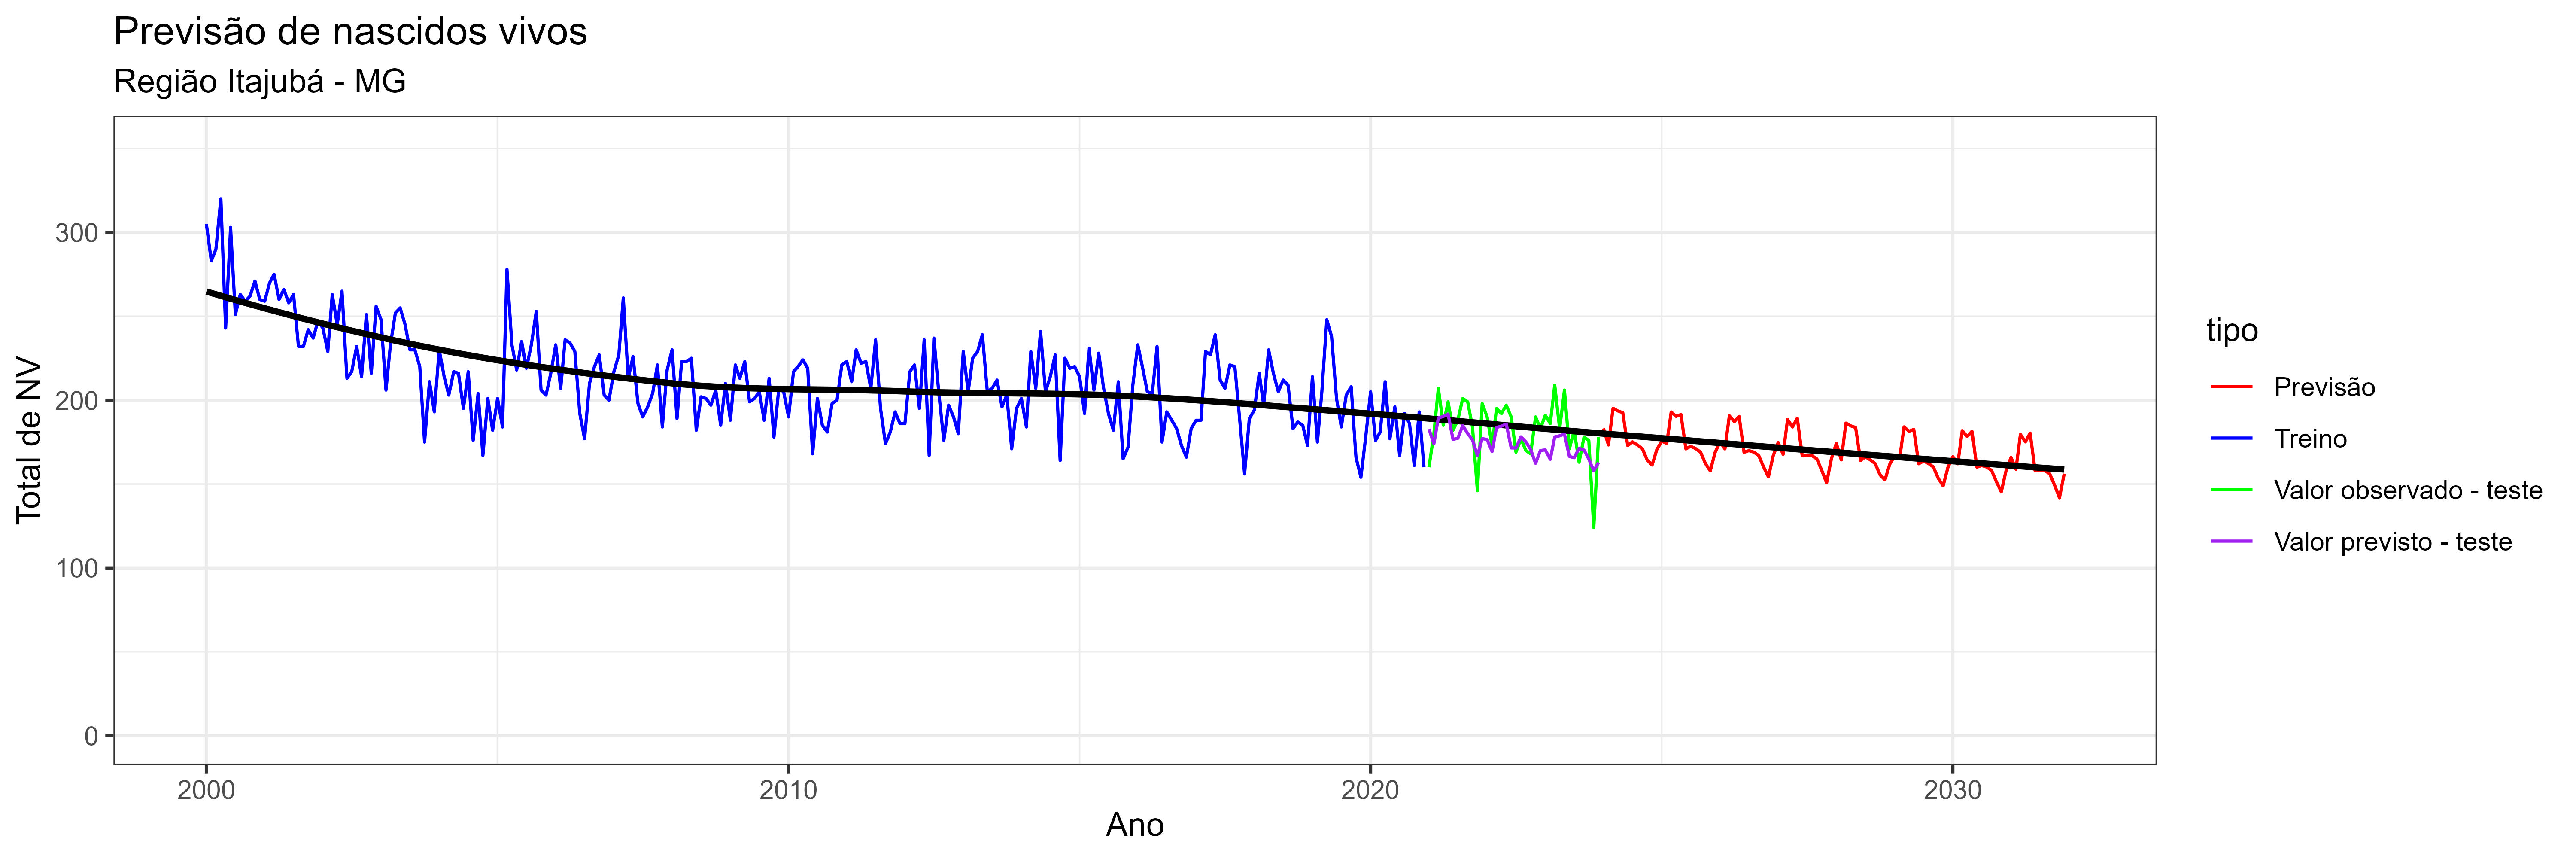 Previsão de nascidos vivos
Região Itajubá - MG
Total de NV
300
200
100
0
2000
2010
2020
2030
Ano
tipo
Previsão
Treino
Valor observado - teste
Valor previsto - teste